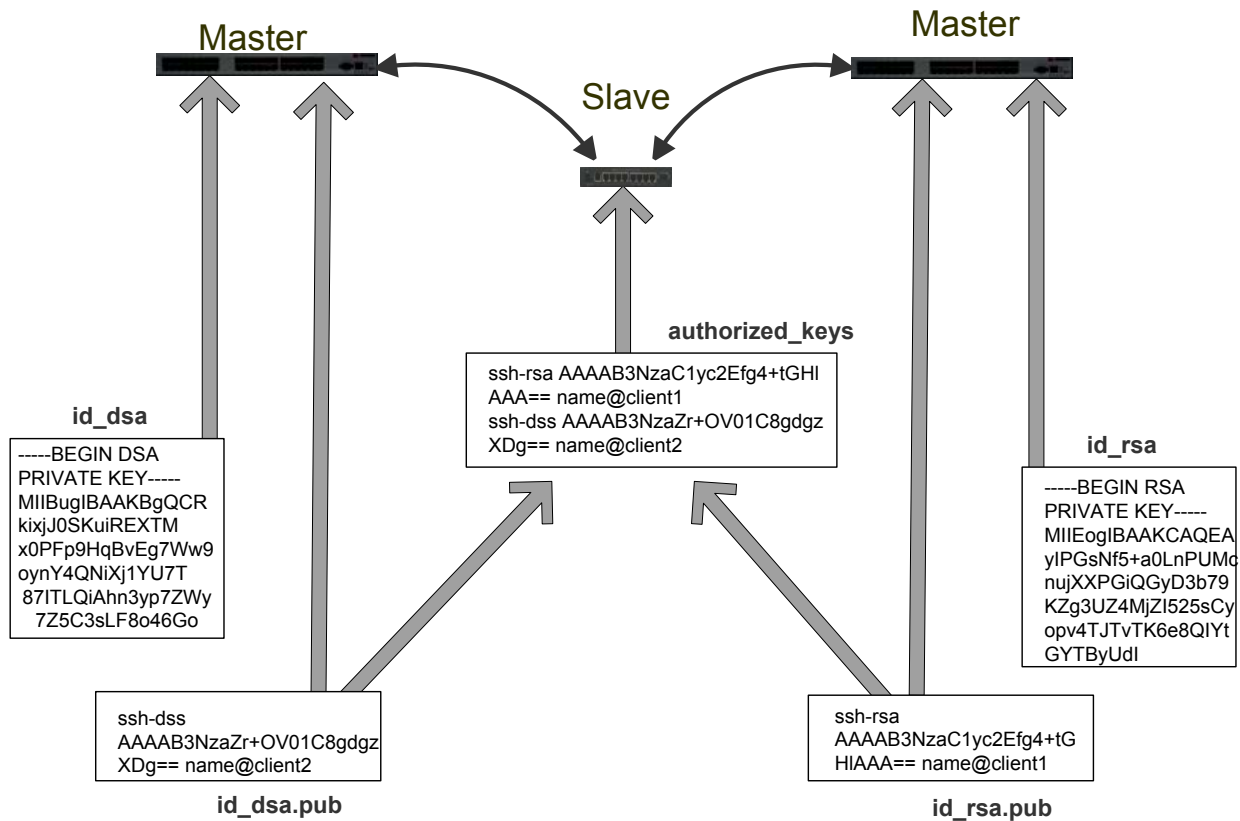 Master
Master
Slave
authorized_keys
ssh-rsa AAAAB3NzaC1yc2Efg4+tGHI
AAA== name@client1
ssh-dss AAAAB3NzaZr+OV01C8gdgz
XDg== name@client2
id_dsa
-----BEGIN DSA
PRIVATE KEY-----
MIIBugIBAAKBgQCR
kixjJ0SKuiREXTM
x0PFp9HqBvEg7Ww9
oynY4QNiXj1YU7T
87ITLQiAhn3yp7ZWy
7Z5C3sLF8o46Go
id_rsa
-----BEGIN RSA
PRIVATE KEY-----
MIIEogIBAAKCAQEA
yIPGsNf5+a0LnPUMc
nujXXPGiQGyD3b79
KZg3UZ4MjZI525sCy
opv4TJTvTK6e8QIYt
GYTByUdI
ssh-dss
AAAAB3NzaZr+OV01C8gdgz
XDg== name@client2
id_dsa.pub
ssh-rsa
AAAAB3NzaC1yc2Efg4+tG
HIAAA== name@client1
id_rsa.pub